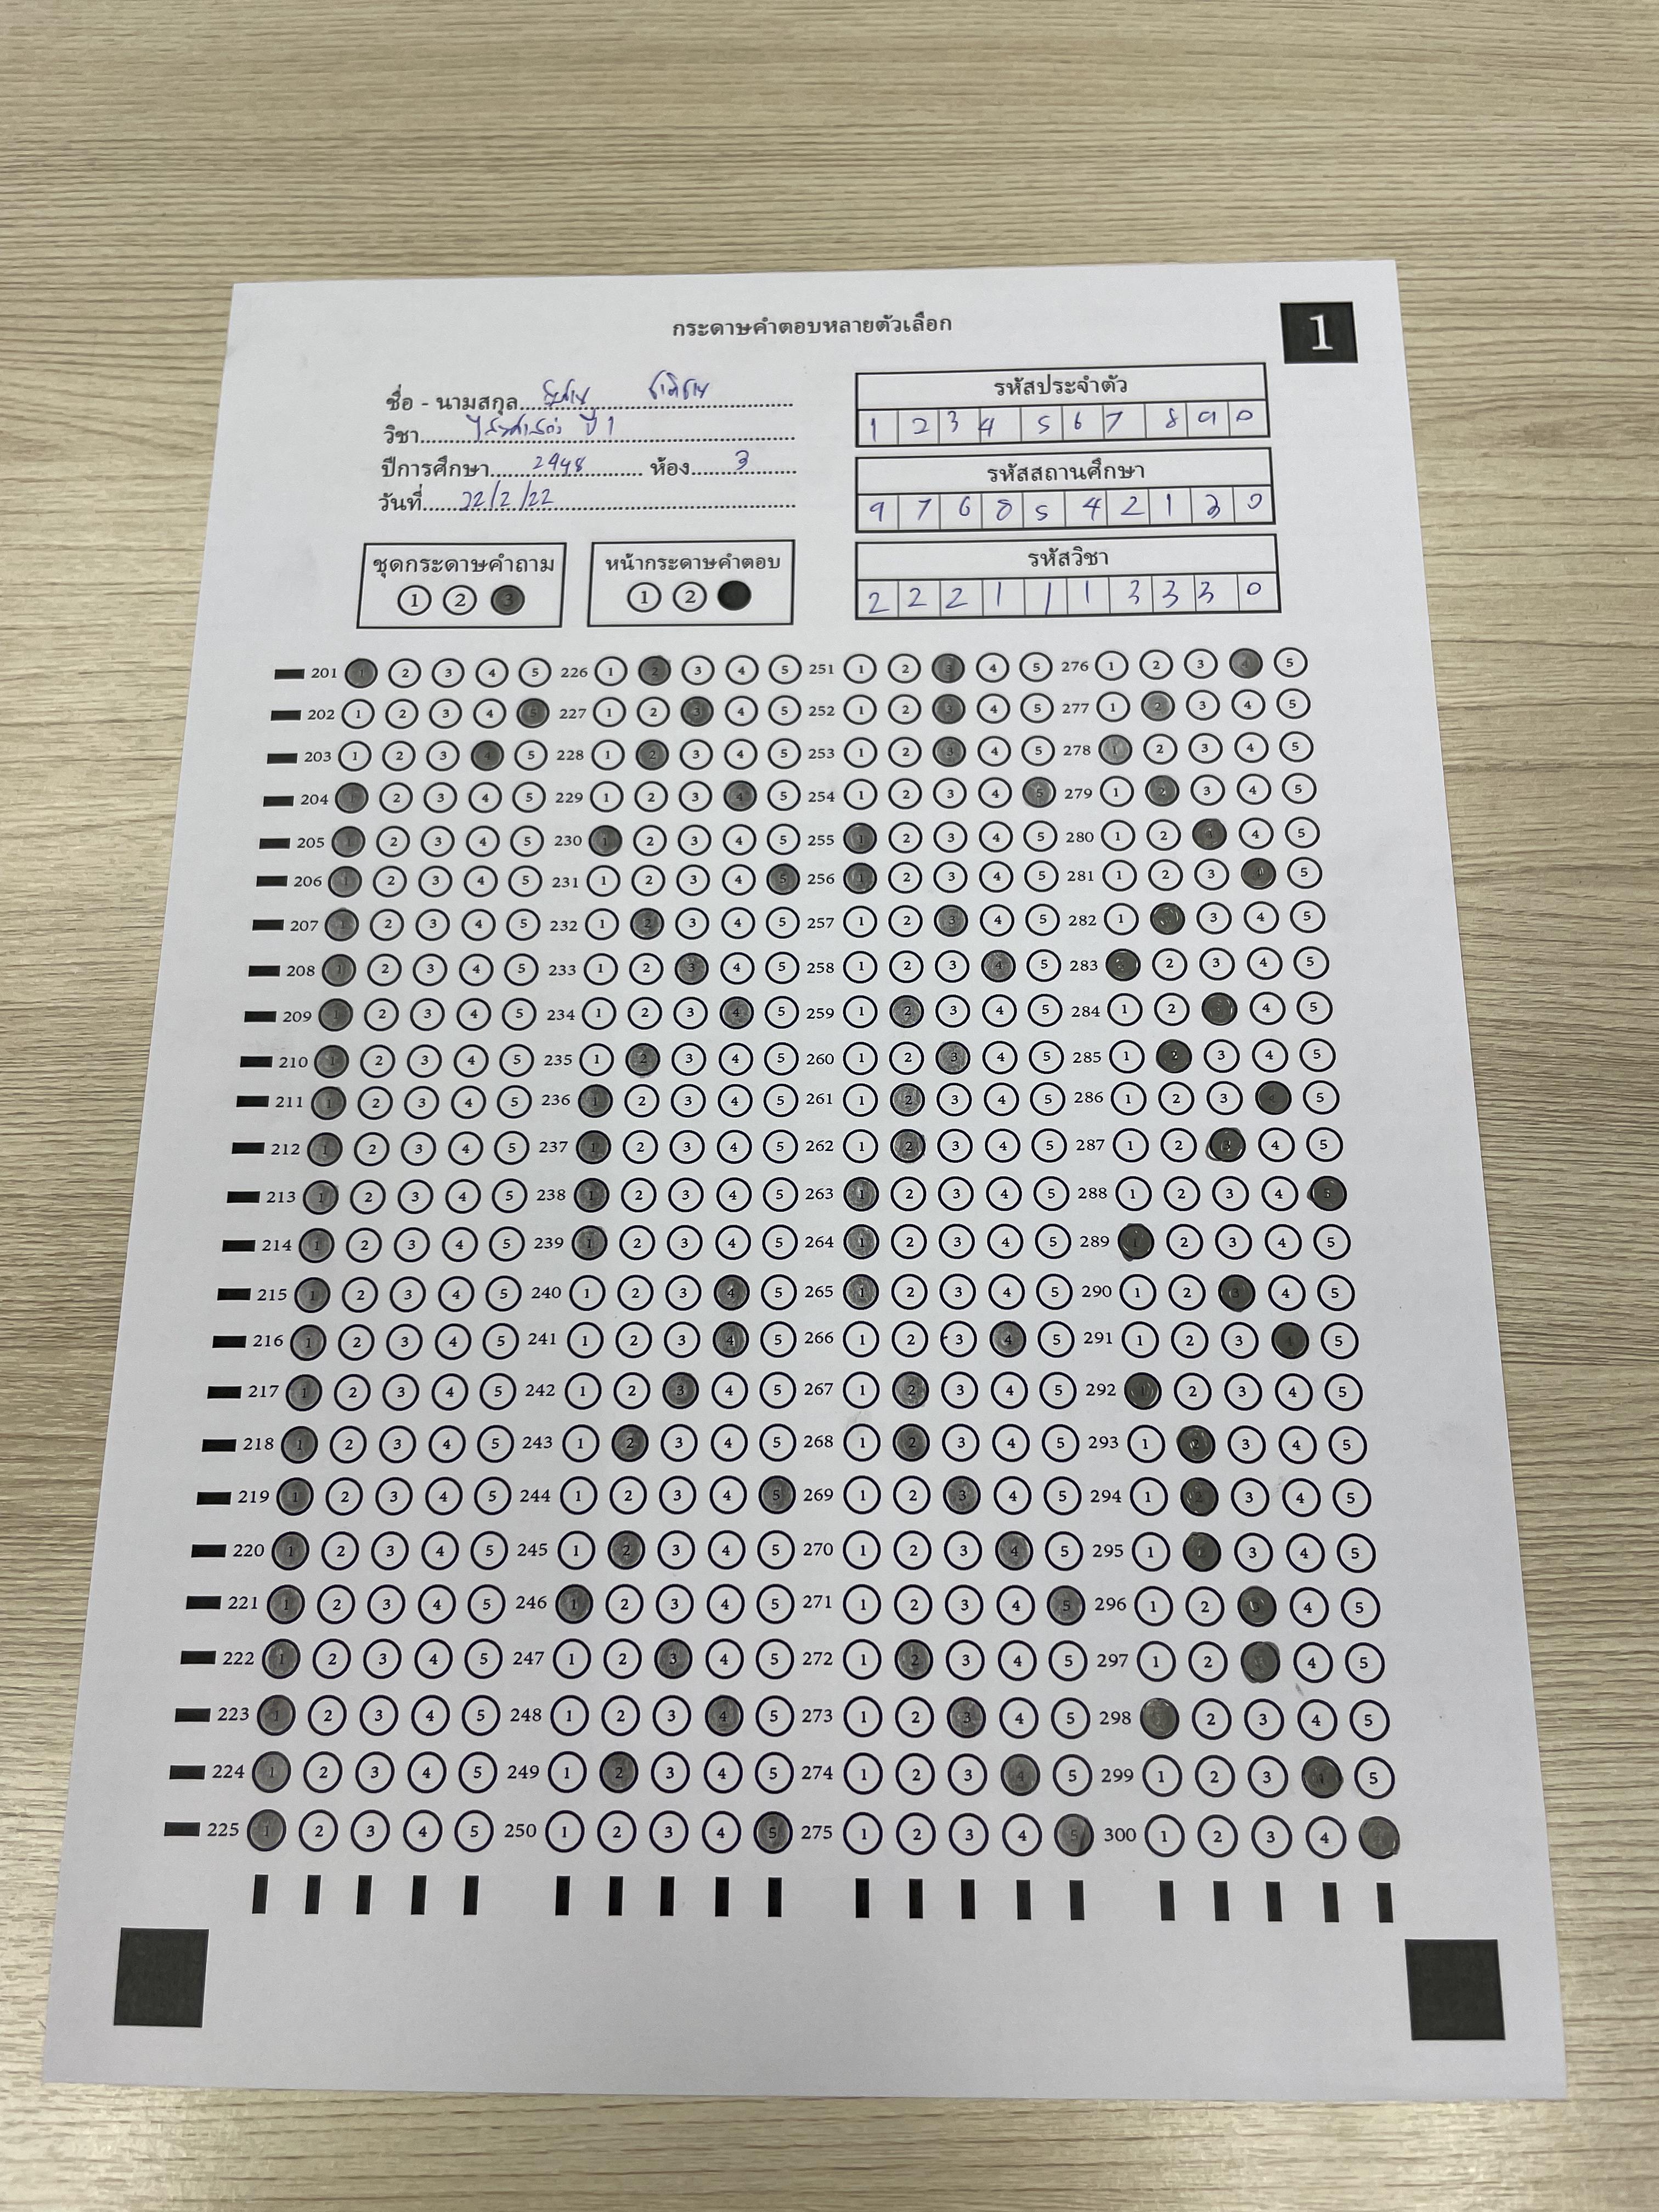 กระดาษคำตอบหลายตัวเลือก
1
ชื่อ - นามสกุล
วิชา ปี 1
ปีการศึกษา ห้อง 3
วันที่ 22/2/22
รหัสประจำตัว
1 2 3 4 5 6 7 8 9 0
รหัสสถานศึกษา
9 7 6 8 5 4 2 1 3 0
รหัสวิชา
2 2 2 1 1 1 3 3 3 0
ชุดกระดาษคำถาม
1 2 3
หน้ากระดาษคำตอบ
1 2
201 1 2 3 4 5 226 1 2 3 4 5 251 1 2 3 4 5 276 1 2 3 4 5
202 1 2 3 4 5 227 1 2 3 4 5 252 1 2 3 4 5 277 1 2 3 4 5
203 1 2 3 4 5 228 1 2 3 4 5 253 1 2 3 4 5 278 1 2 3 4 5
204 1 2 3 4 5 229 1 2 3 4 5 254 1 2 3 4 5 279 1 2 3 4 5
205 1 2 3 4 5 230 1 2 3 4 5 255 1 2 3 4 5 280 1 2 3 4 5
206 1 2 3 4 5 231 1 2 3 4 5 256 1 2 3 4 5 281 1 2 3 4 5
207 1 2 3 4 5 232 1 2 3 4 5 257 1 2 3 4 5 282 1 2 3 4 5
208 1 2 3 4 5 233 1 2 3 4 5 258 1 2 3 4 5 283 1 2 3 4 5
209 1 2 3 4 5 234 1 2 3 4 5 259 1 2 3 4 5 284 1 2 3 4 5
210 1 2 3 4 5 235 1 2 3 4 5 260 1 2 3 4 5 285 1 2 3 4 5
211 1 2 3 4 5 236 1 2 3 4 5 261 1 2 3 4 5 286 1 2 3 4 5
212 1 2 3 4 5 237 1 2 3 4 5 262 1 2 3 4 5 287 1 2 3 4 5
213 1 2 3 4 5 238 1 2 3 4 5 263 1 2 3 4 5 288 1 2 3 4 5
214 1 2 3 4 5 239 1 2 3 4 5 264 1 2 3 4 5 289 1 2 3 4 5
215 1 2 3 4 5 240 1 2 3 4 5 265 1 2 3 4 5 290 1 2 3 4 5
216 1 2 3 4 5 241 1 2 3 4 5 266 1 2 3 4 5 291 1 2 3 4 5
217 1 2 3 4 5 242 1 2 3 4 5 267 1 2 3 4 5 292 1 2 3 4 5
218 1 2 3 4 5 243 1 2 3 4 5 268 1 2 3 4 5 293 1 2 3 4 5
219 1 2 3 4 5 244 1 2 3 4 5 269 1 2 3 4 5 294 1 2 3 4 5
220 1 2 3 4 5 245 1 2 3 4 5 270 1 2 3 4 5 295 1 2 3 4 5
221 1 2 3 4 5 246 1 2 3 4 5 271 1 2 3 4 5 296 1 2 3 4 5
222 1 2 3 4 5 247 1 2 3 4 5 272 1 2 3 4 5 297 1 2 3 4 5
223 1 2 3 4 5 248 1 2 3 4 5 273 1 2 3 4 5 298 1 2 3 4 5
224 1 2 3 4 5 249 1 2 3 4 5 274 1 2 3 4 5 299 1 2 3 4 5
225 1 2 3 4 5 250 1 2 3 4 5 275 1 2 3 4 5 300 1 2 3 4 5